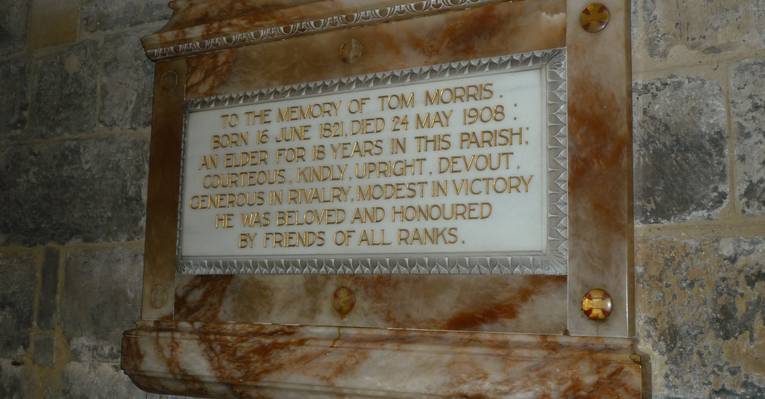 TO THE MEMORY OF TOM MORRIS.
BORN 16 JUNE 1821, DIED 24 MAY 1908:
AN ELDER FOR 18 YEARS IN THIS PARISH:
COURTEOUS. KINDLY. UPRIGHT. DEVOUT.
GENEROUS IN RIVALRY, MODEST IN VICTORY
HE WAS BELOVED AND HONOURED
BY FRIENDS OF ALL RANKS.